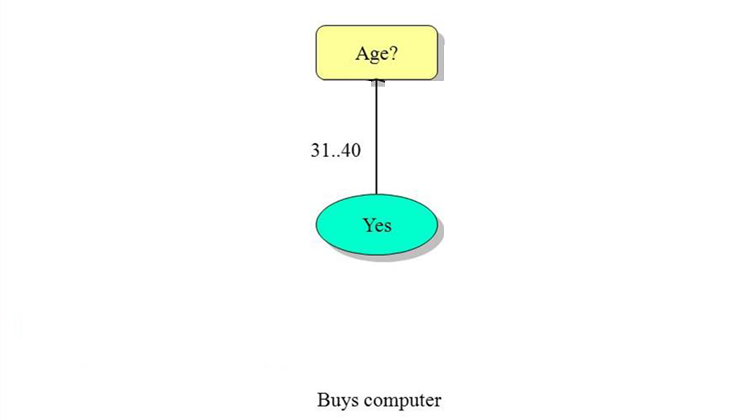 Age?
31..40
Yes
Buys computer